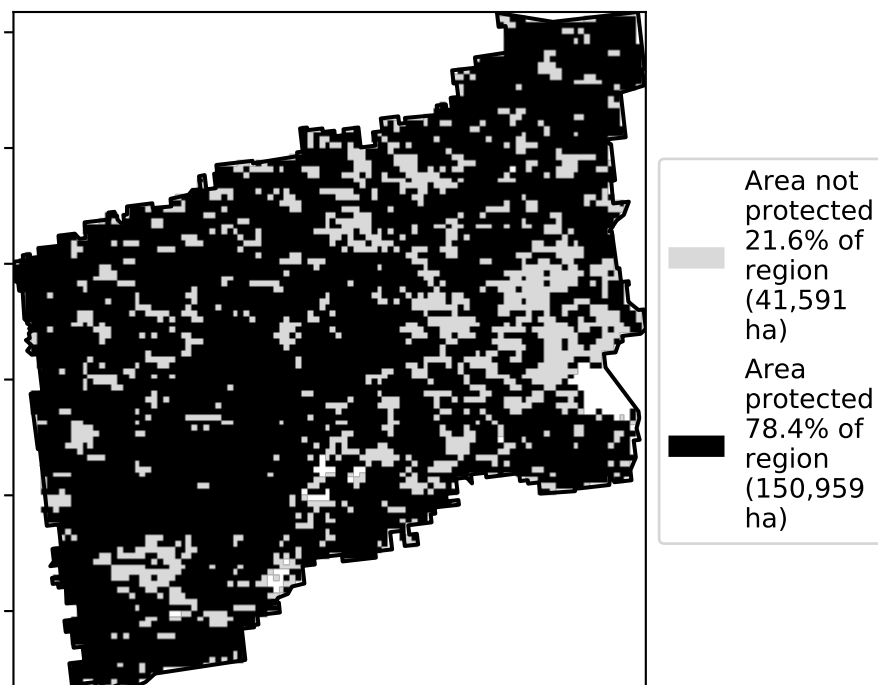 Area not
protected
21.6% of
region
(41,591
ha)
Area
protected
78.4% of
region
(150,959
ha)